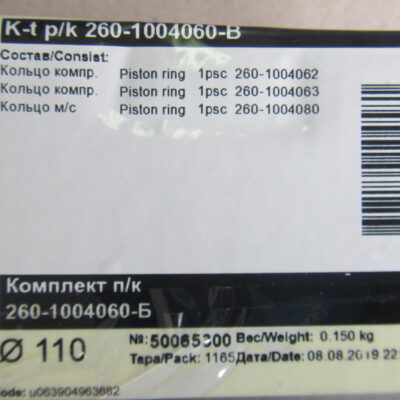 K-t p/k 260-1004060-B
Состав/Consist:
Кольцо компр. Piston ring 1psc 260-1004062
Кольцо компр. Piston ring 1psc 260-1004063
Кольцо м/с Piston ring 1psc 260-1004080
Комплект п/к
260-1004060-Б
Ø 110
№: 50065300 Вес/Weight: 0.150 kg
Тара/Pack: 1165 Дата/Date: 08.08.2019 22
ode: u063904963662